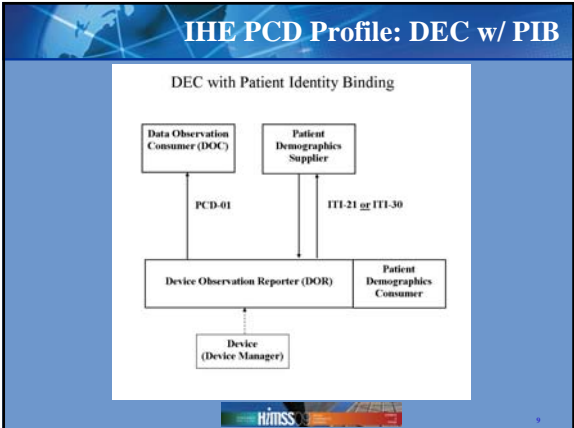 IHE PCD Profile: DEC w/ PIB
DEC with Patient Identity Binding
Data Observation
Consumer (DOC)
Patient
Demographics
Supplier
PCD-01
ITI-21 or ITI-30
Device Observation Reporter (DOR)
Patient
Demographics
Consumer
Device
(Device Manager)
HIMSS09
9